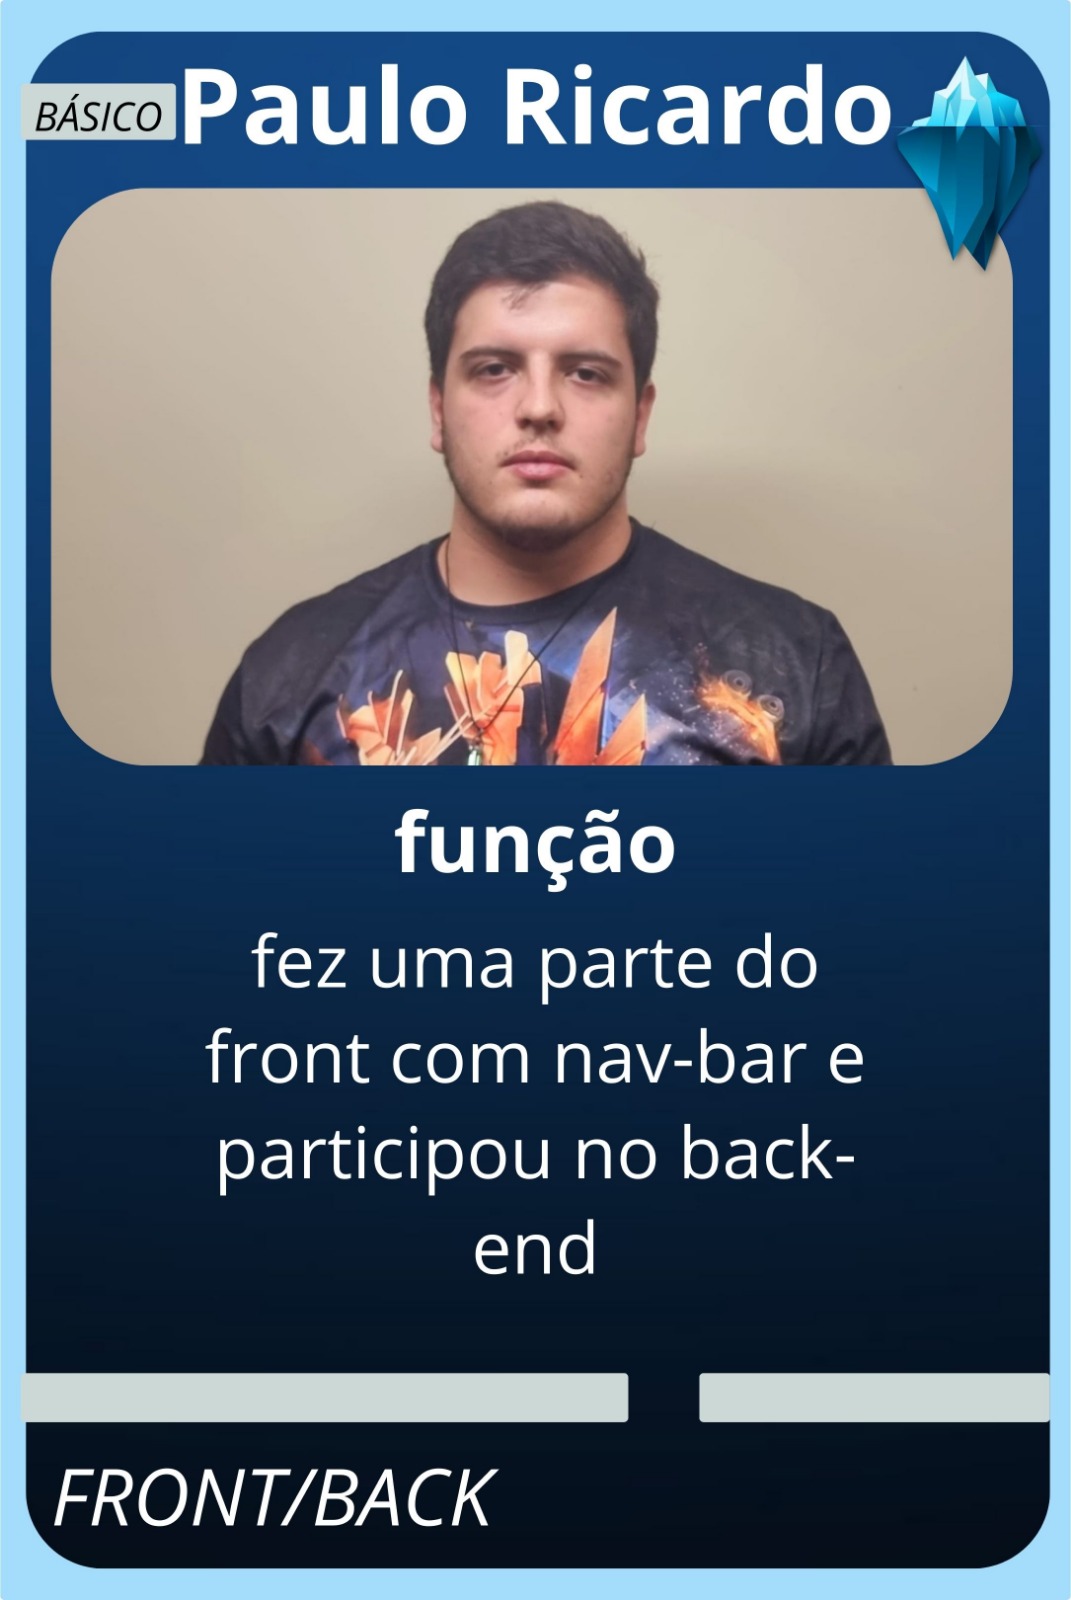 BÁSICO
Paulo Ricardo
função
fez uma parte do
front com nav-bar e
participou no back-
end
FRONT/BACK